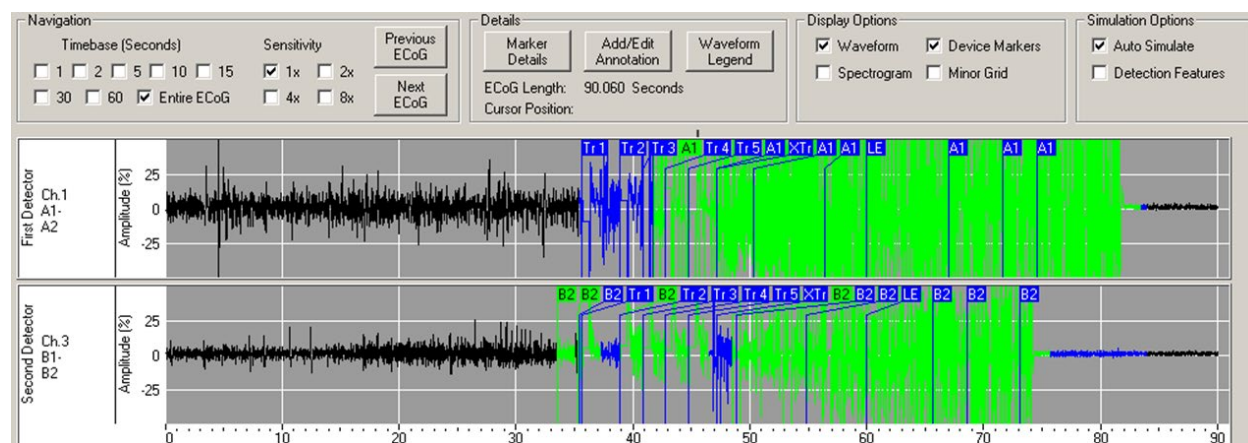 Navigation
Timebase (Seconds)
1 2 5 10 15
30 60 Entire ECoG
Sensitivity
1x 2x
4x 8x
Previous
ECoG
Next
ECoG
Details
Marker
Details
Add/Edit
Annotation
Waveform
Legend
ECoG Length: 90.060 Seconds
Cursor Position:
Display Options
Waveform Device Markers
Spectrogram Minor Grid
Simulation Options
Auto Simulate
Detection Features
First Detector
Ch.1
A1-
A2
Amplitude (%)
25
0
-25
Tr 1 Tr 2 Tr 3 A1 Tr 4 Tr 5 A1 XTr A1 A1 LE A1 A1 A1
Second Detector
Ch.3
B1-
B2
Amplitude (%)
25
0
-25
B2 B2 B2 Tr 1 B2 Tr 2 Tr 3 Tr 4 Tr 5 XTr B2 B2 B2 LE B2 B2 B2
0 10 20 30 40 50 60 70 80 90